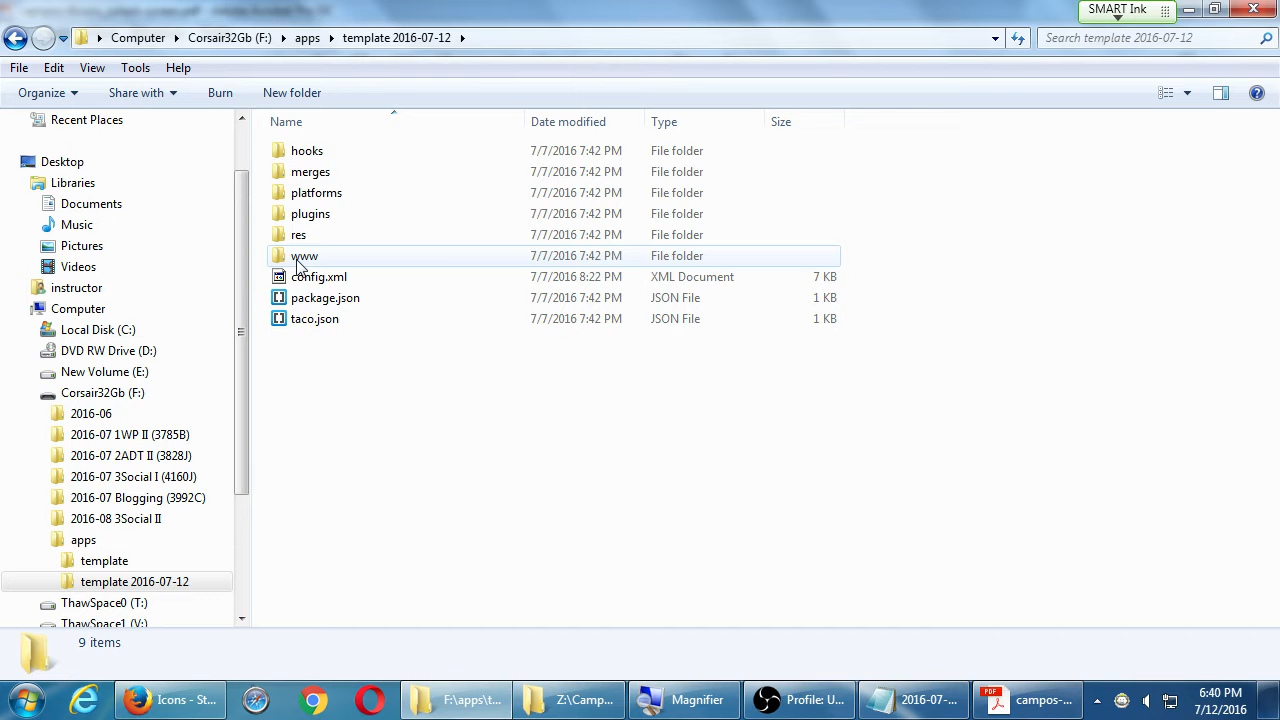 SMART Ink
Computer Corsair32Gb (F:) apps template 2016-07-12
Search template 2016-07-12
File Edit View Tools Help
Organize Share with Burn New folder
Name Date modified Type Size
Recent Places
Desktop
Libraries
Documents
Music
Pictures
Videos
instructor
Computer
Local Disk (C:)
DVD RW Drive (D:)
New Volume (E:)
Corsair32Gb (F:)
2016-06
2016-07 1WP II (3785B)
2016-07 2ADT II (3828J)
2016-07 3Social I (4160J)
2016-07 Blogging (3992C)
2016-08 3Social II
apps
template
template 2016-07-12
ThawSpace0 (T:)
ThawSpace1 (V:)
hooks 7/7/2016 7:42 PM File folder
merges 7/7/2016 7:42 PM File folder
platforms 7/7/2016 7:42 PM File folder
plugins 7/7/2016 7:42 PM File folder
res 7/7/2016 7:42 PM File folder
www 7/7/2016 7:42 PM File folder
config.xml 7/7/2016 8:22 PM XML Document 7 KB
package.json 7/7/2016 7:42 PM JSON File 1 KB
taco.json 7/7/2016 7:42 PM JSON File 1 KB
9 items
Icons - St...
F:\apps\t...
Z:\Camp...
Magnifier
Profile: U...
2016-07-...
PDF
campos-...
6:40 PM
7/12/2016